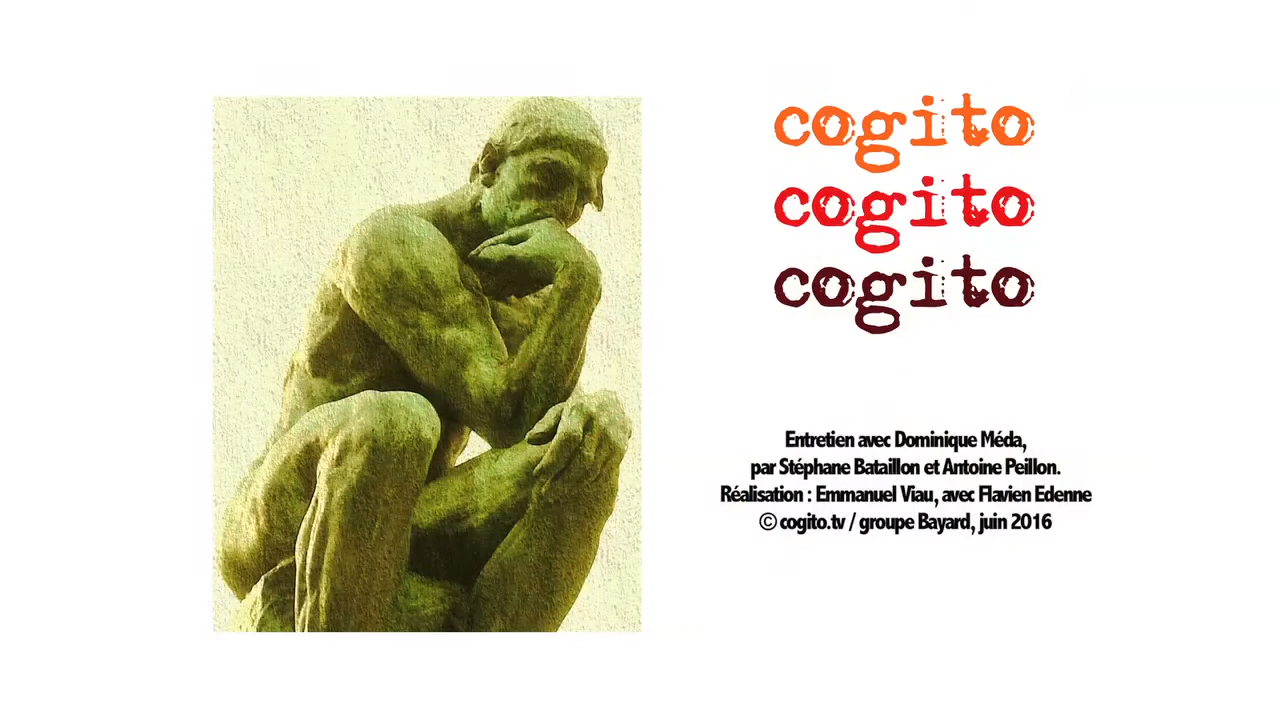 cogito
cogito
cogito
Entretien avec Dominique Méda,
par Stéphane Bataillon et Antoine Peillon.
Réalisation : Emmanuel Viau, avec Flavien Edenne
© cogito.tv / groupe Bayard, juin 2016